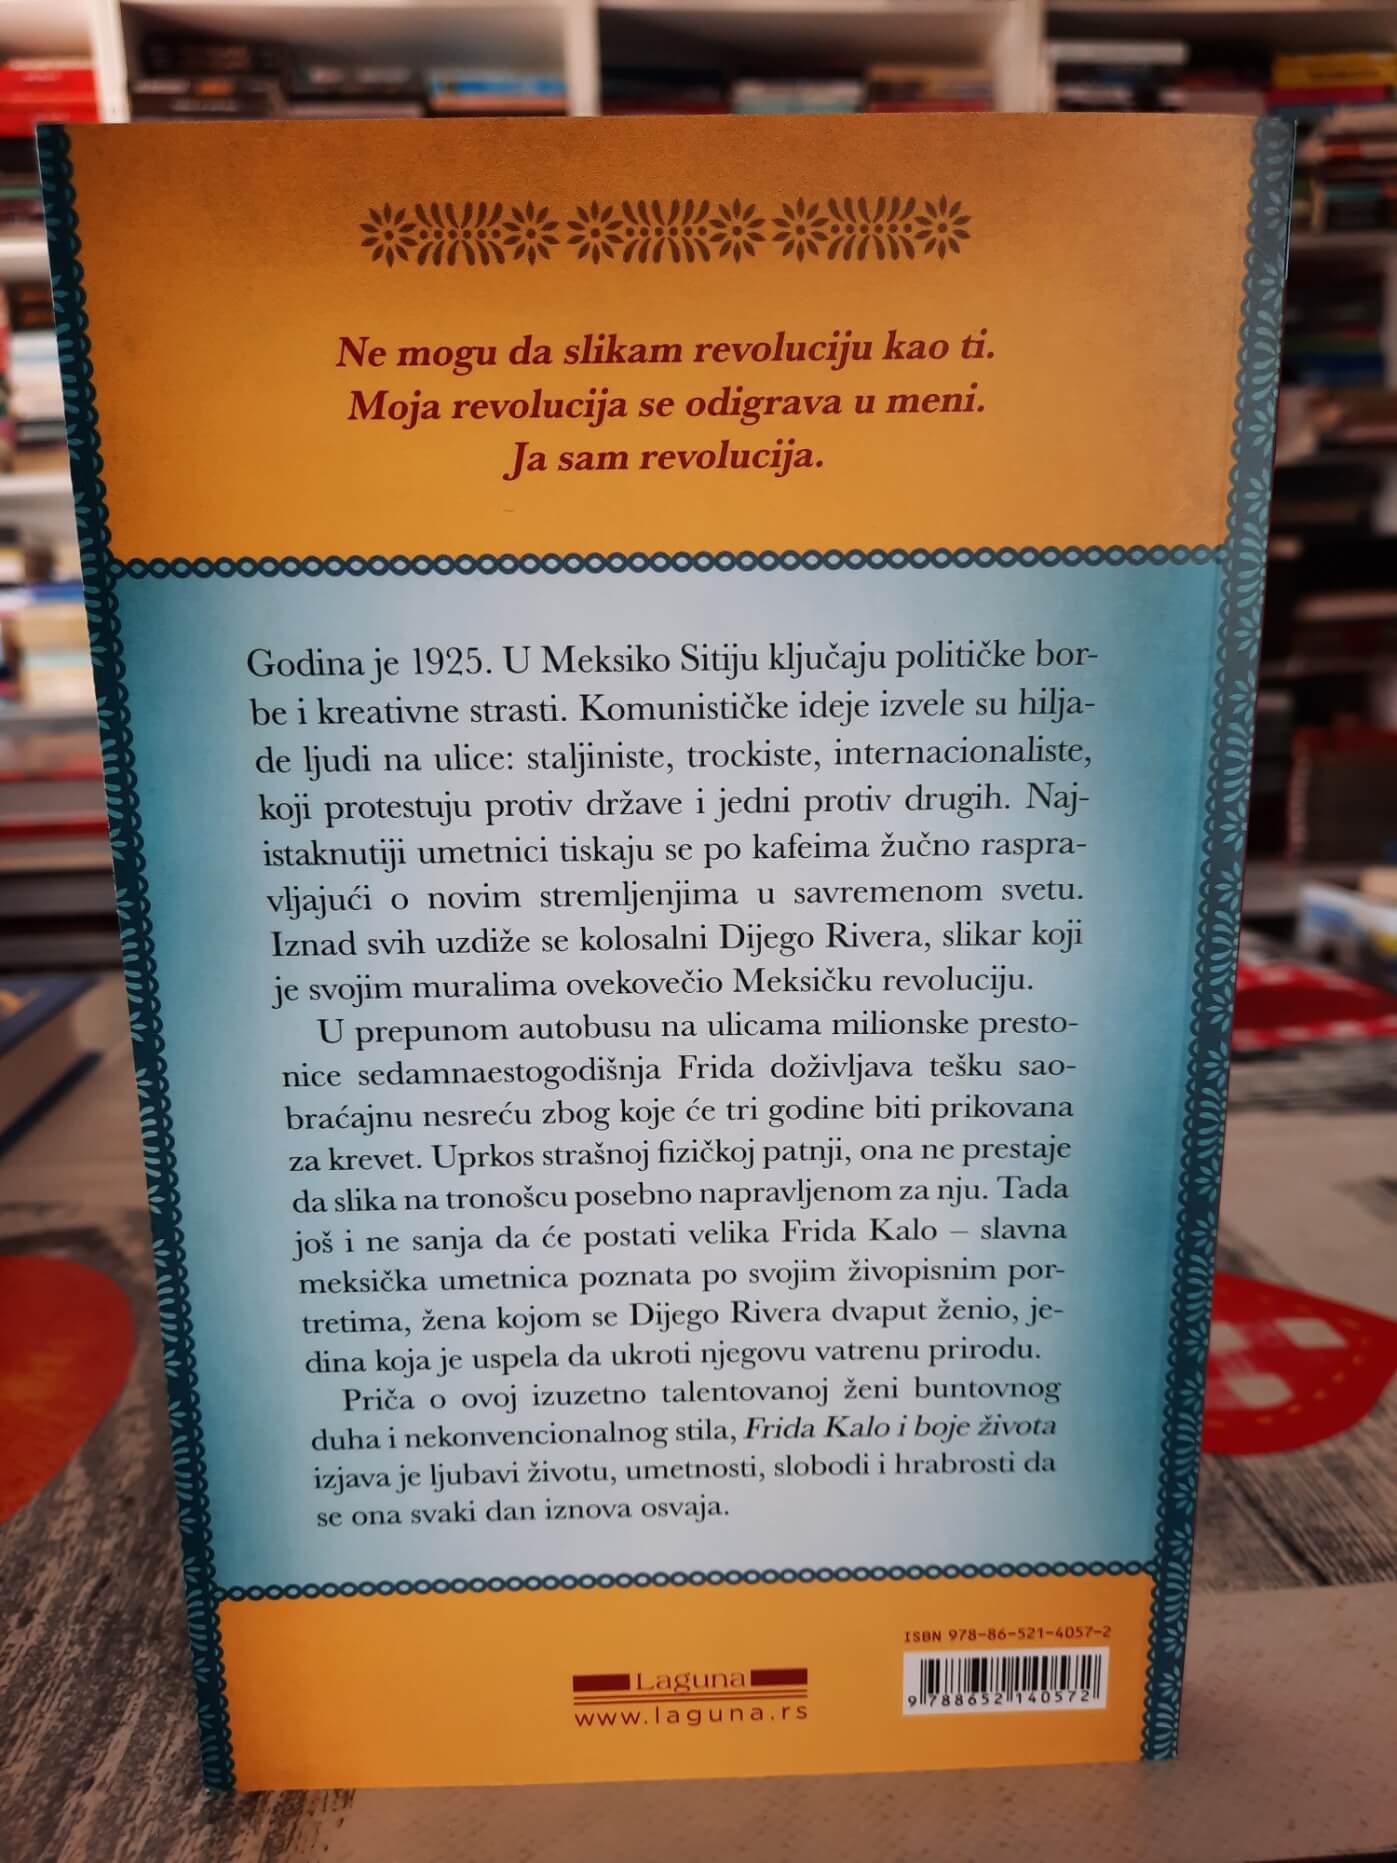 Ne mogu da slikam revoluciju kao ti.
Moja revolucija se odigrava u meni.
Ja sam revolucija.
Godina je 1925. U Meksiko Sitiju ključaju političke bor-
be i kreativne strasti. Komunističke ideje izvele su hilja-
de ljudi na ulice: staljiniste, trockiste, internacionaliste,
koji protestuju protiv države i jedni protiv drugih. Naj-
istaknutiji umetnici tiskaju se po kafeima žučno raspra-
vljajući o novim stremljenjima u savremenom svetu.
Iznad svih uzdiže se kolosalni Dijego Rivera, slikar koji
je svojim muralima ovekovečio Meksičku revoluciju.
U prepunom autobusu na ulicama milionske presto-
nice sedamnaestogodišnja Frida doživljava tešku sao-
braćajnu nesreću zbog koje će tri godine biti prikovana
za krevet. Uprkos strašnoj fizičkoj patnji, ona ne prestaje
da slika na tronošcu posebno napravljenom za nju. Tada
još i ne sanja da će postati velika Frida Kalo – slavna
meksička umetnica poznata po svojim živopisnim por-
tretima, žena kojom se Dijego Rivera dvaput ženio, je-
dina koja je uspela da ukroti njegovu vatrenu prirodu.
Priča o ovoj izuzetno talentovanoj ženi buntovnog
duha i nekonvencionalnog stila, Frida Kalo i boje života
izjava je ljubavi životu, umetnosti, slobodi i hrabrosti da
se ona svaki dan iznova osvaja.
ISBN 978-86-521-4057-2
9 788652 140572
Laguna
www.laguna.rs